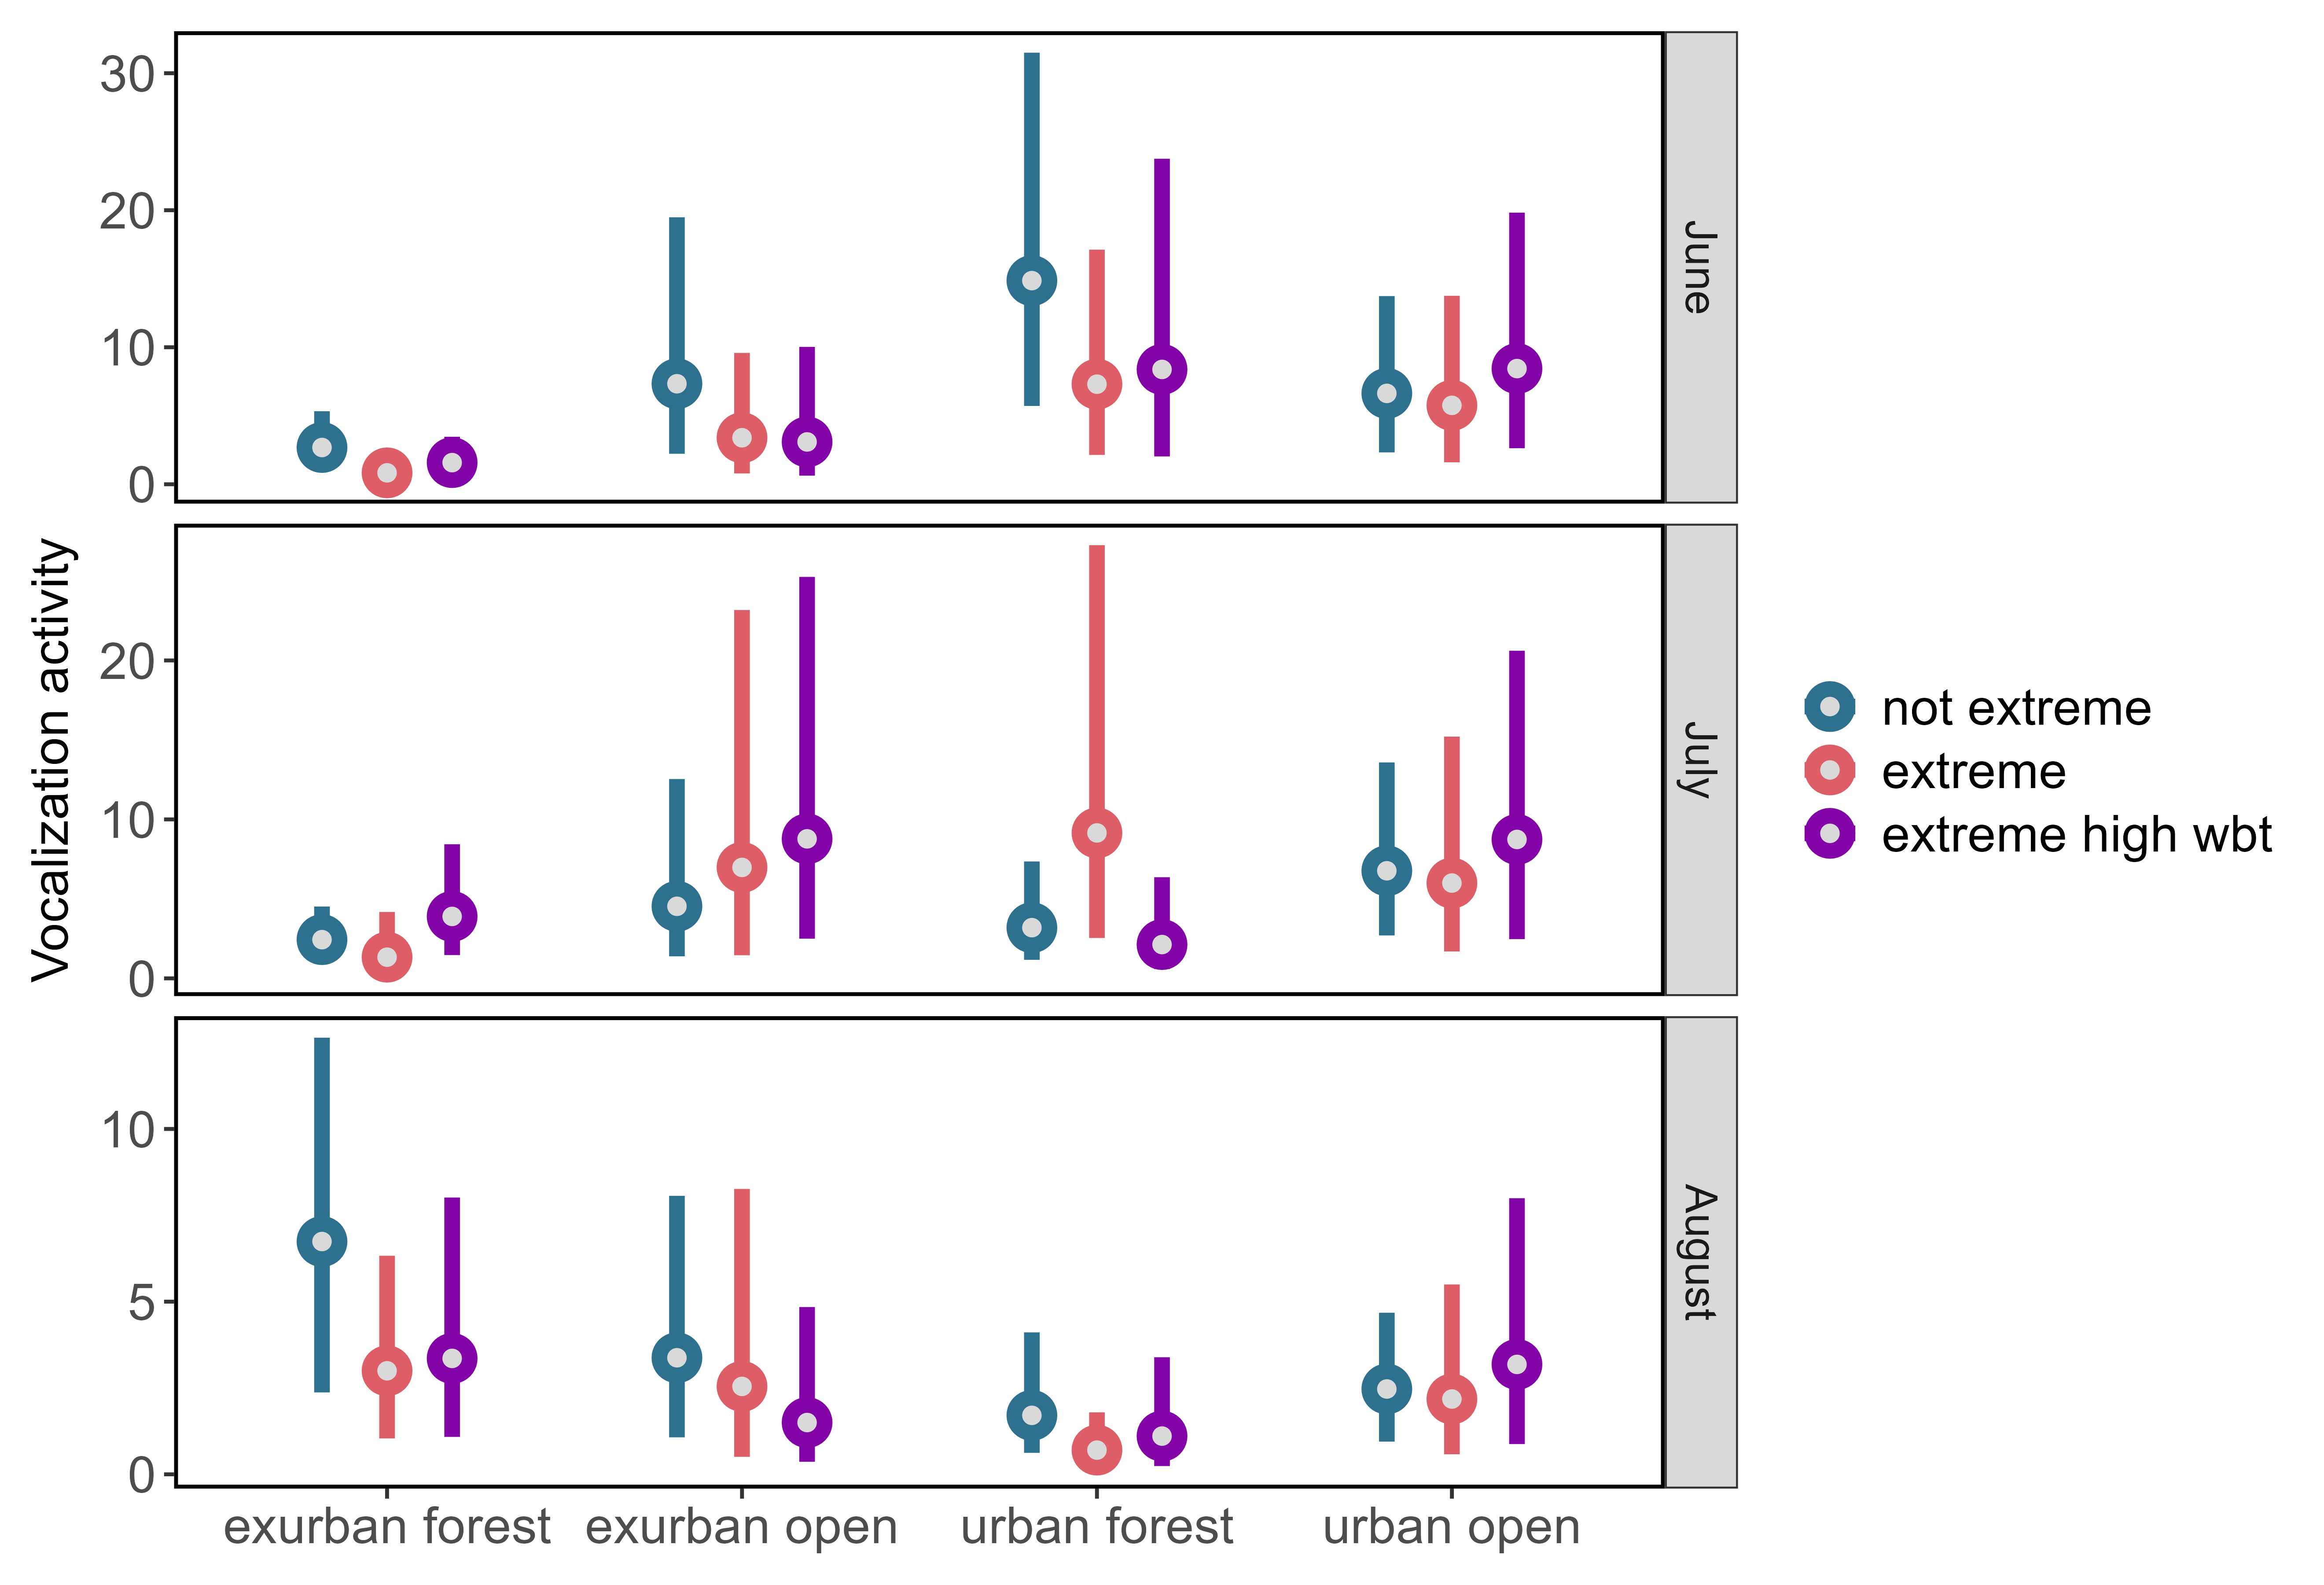 Vocalization activity
30
20
10
0
June
20
10
0
July
10
5
0
August
exurban forest
exurban open
urban forest
urban open
not extreme
extreme
extreme high wbt